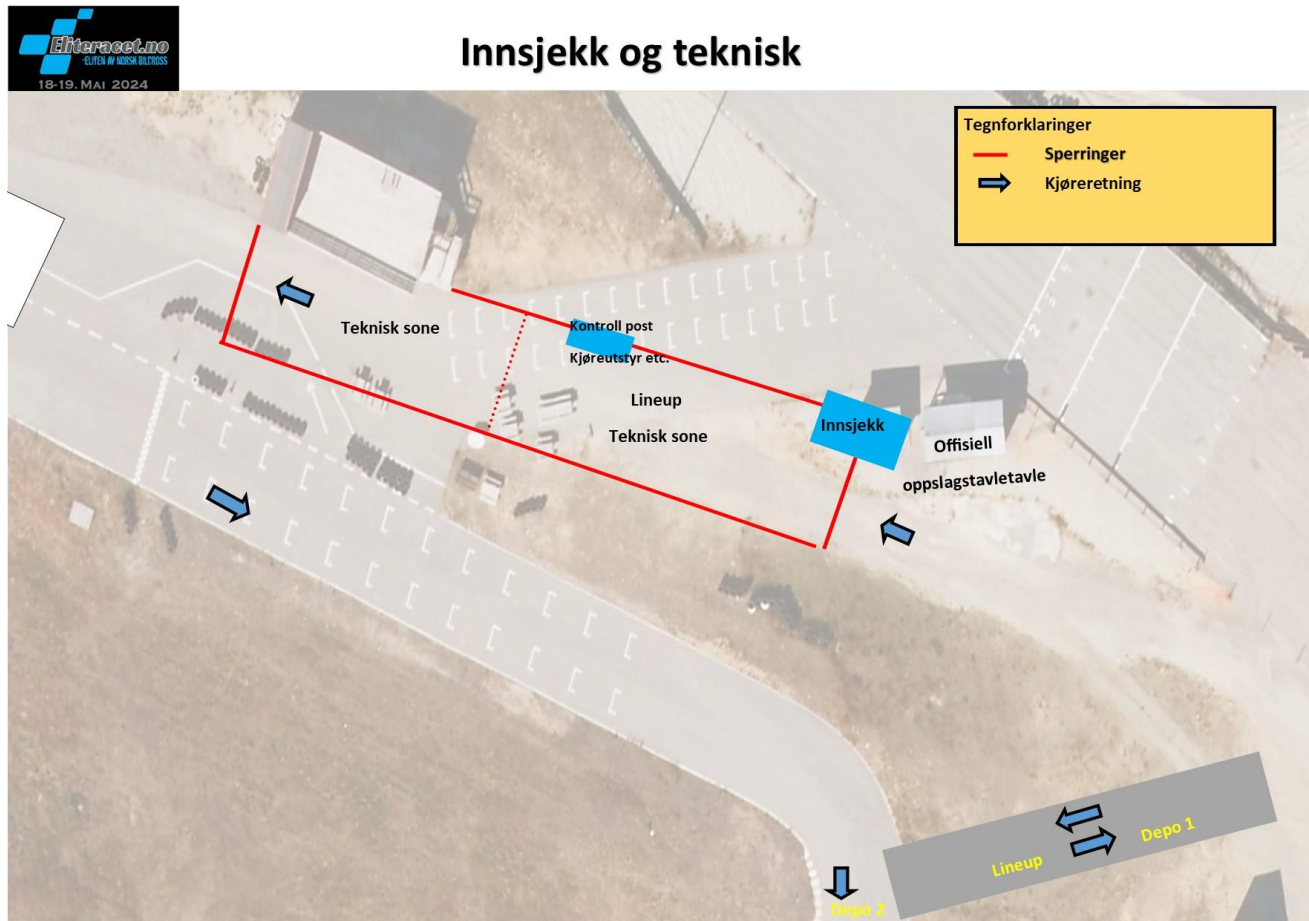 Eliteracet.no
-ELITEN AV NORSK BILCROSS
18-19. MAI 2024
Innsjekk og teknisk
Tegnforklaringer
Sperringer
Kjøreretning
Teknisk sone
Kontroll post
Kjøreutstyr etc.
Lineup
Teknisk sone
Innsjekk
Offisiell
oppslagstavletavle
Depo 1
Lineup
Depo 2